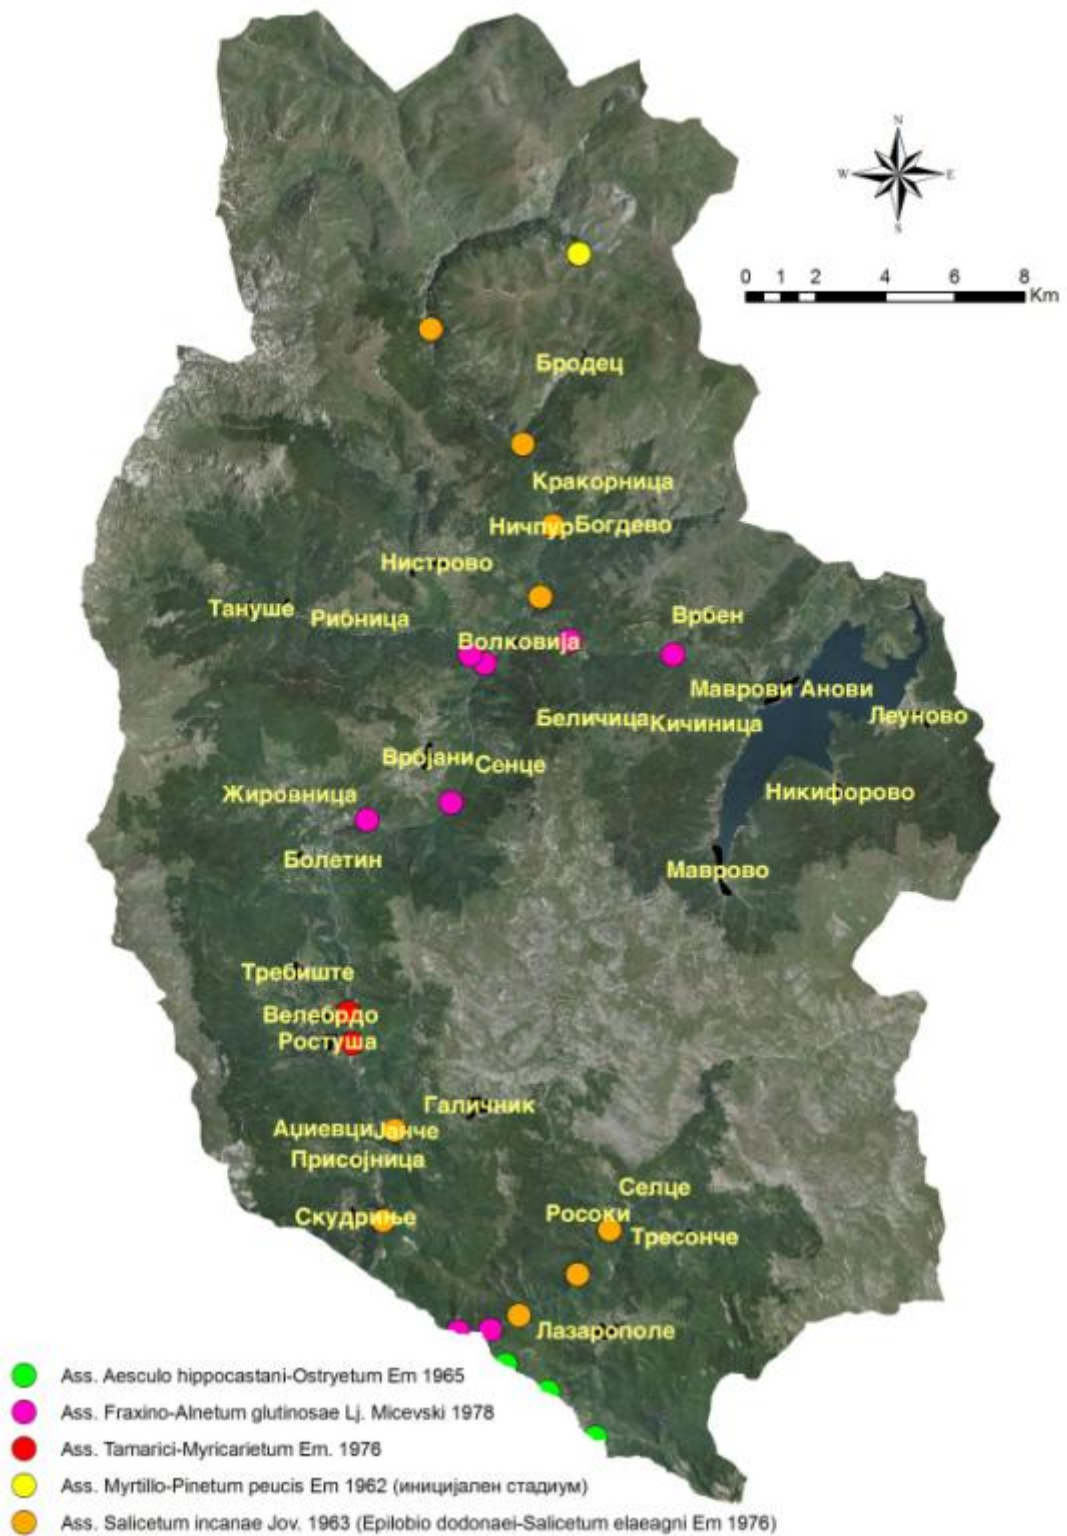 N
W E
S
0 1 2 4 6 8
Km
Бродец
Кракорница
Ничпур Богдево
Нистрово
Тануше
Рибница
Врбен
Волковија
Маврови Анови
Беличица Кичиница
Леуново
Врбјани Сенце
Жировница
Никифорово
Болетин
Маврово
Требиште
Велебрдо
Ростуша
Галичник
Аџиевци Јанче
Присојница
Селце
Скудриње
Росоки
Тресонче
Лазарополе
Ass. Aesculo hippocastani-Ostryetum Em 1965
Ass. Fraxino-Alnetum glutinosae Lj. Micevski 1978
Ass. Tamarici-Myricarietum Em. 1976
Ass. Myrtillo-Pinetum peucis Em 1962 (иницијален стадиум)
Ass. Salicetum incanae Jov. 1963 (Epilobio dodonaei-Salicetum elaeagni Em 1976)